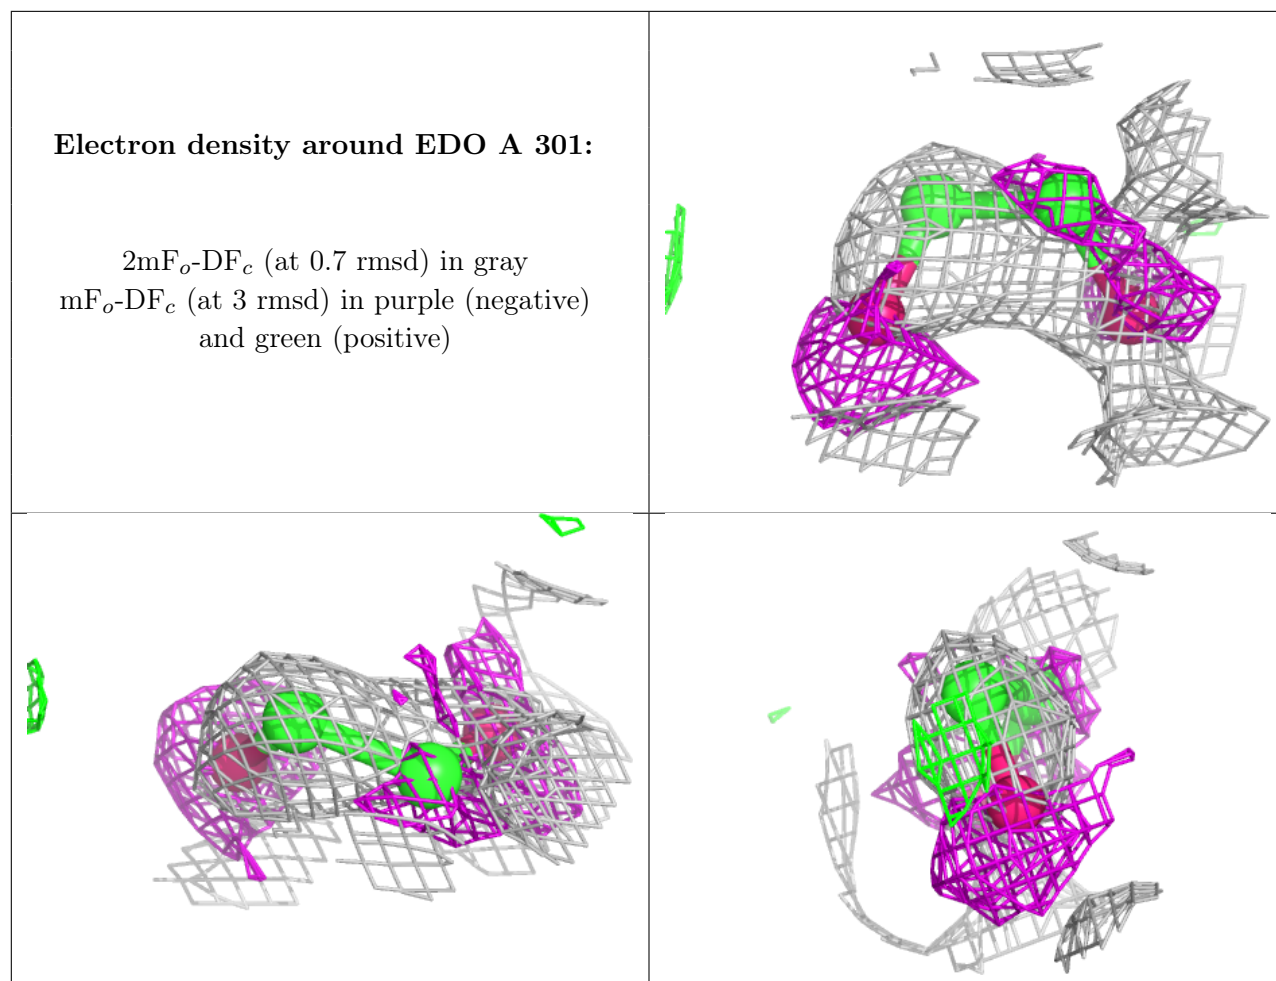 Electron density around EDO A 301:
2mFo-DFc (at 0.7 rmsd) in gray
mFo-DFc (at 3 rmsd) in purple (negative)
and green (positive)